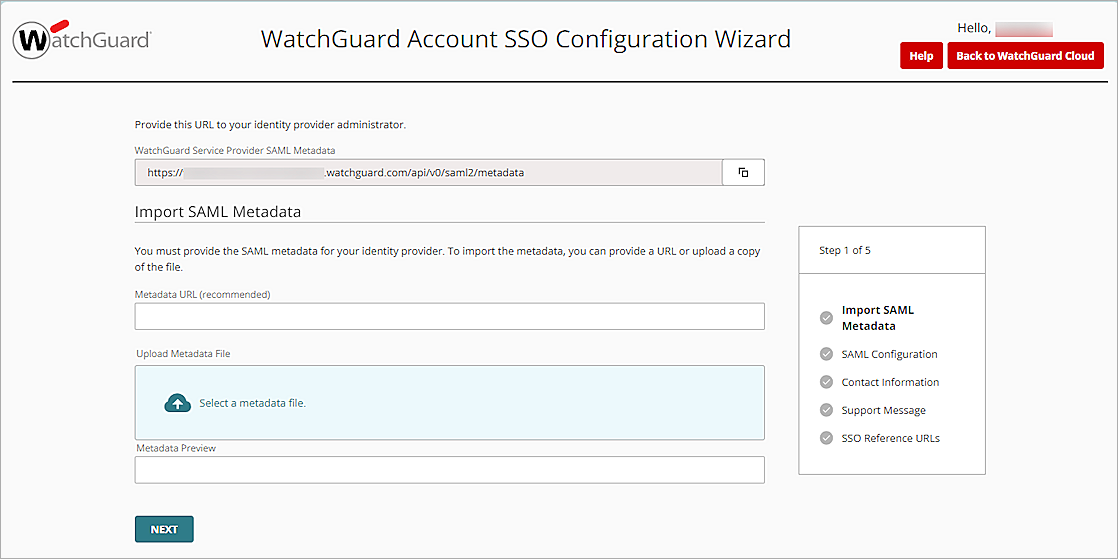 WatchGuard
WatchGuard Account SSO Configuration Wizard
Hello,
Help
Back to WatchGuard Cloud
Provide this URL to your identity provider administrator.
WatchGuard Service Provider SAML Metadata
https:// .watchguard.com/api/v0/saml2/metadata
Import SAML Metadata
You must provide the SAML metadata for your identity provider. To import the metadata, you can provide a URL or upload a copy
of the file.
Metadata URL (recommended)
Upload Metadata File
Select a metadata file.
Metadata Preview
NEXT
Step 1 of 5
Import SAML
Metadata
SAML Configuration
Contact Information
Support Message
SSO Reference URLs